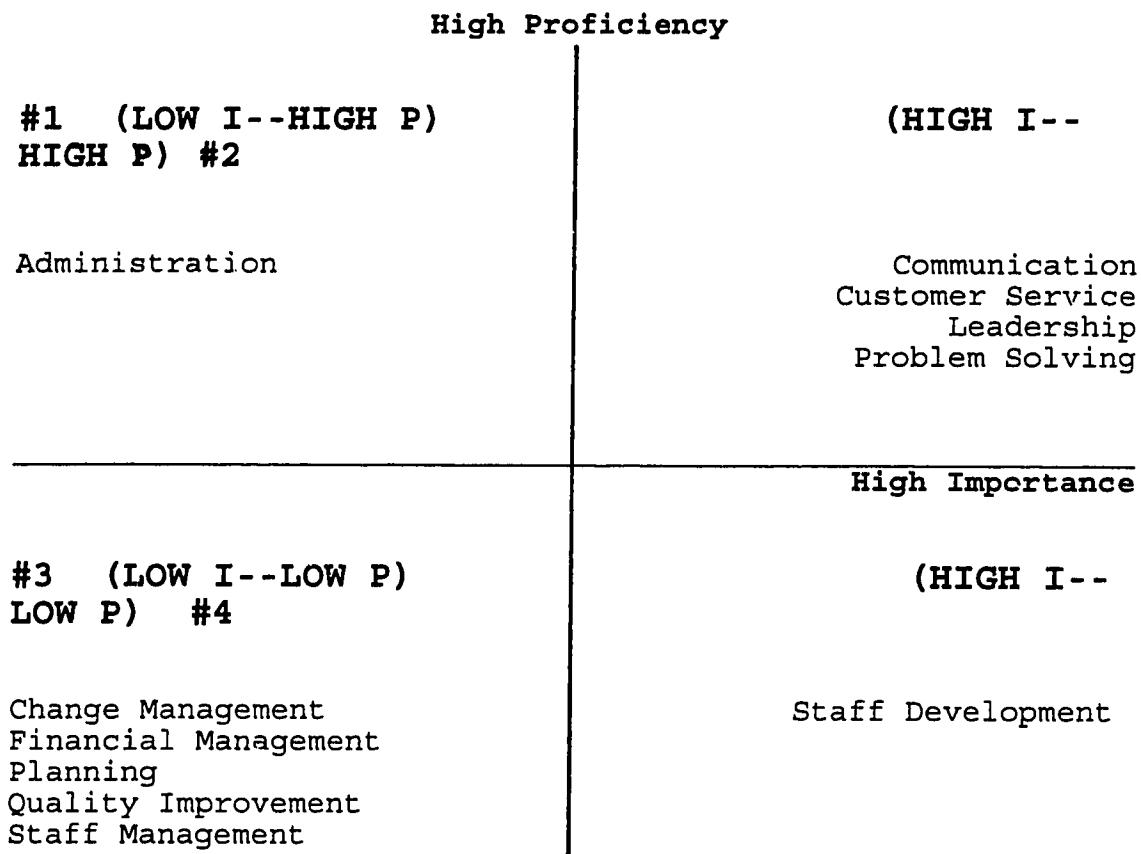 High Proficiency
#1 (LOW I--HIGH P) (HIGH I--
HIGH P) #2
Administration
Communication
Customer Service
Leadership
Problem Solving
High Importance
#3 (LOW I--LOW P) (HIGH I--
LOW P) #4
Change Management
Financial Management
Planning
Quality Improvement
Staff Management
Staff Development